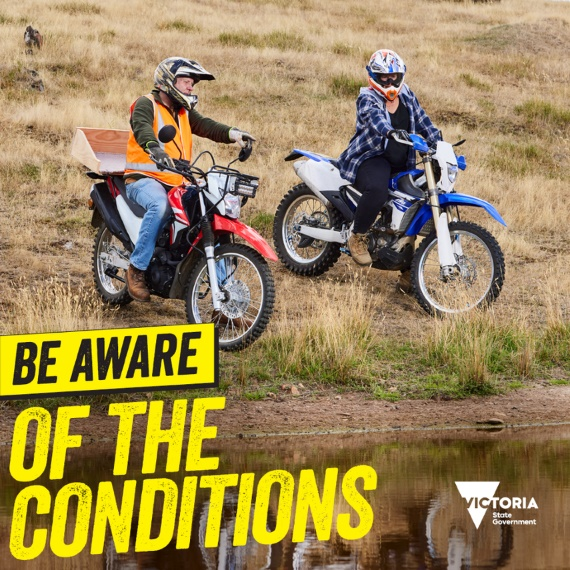 BE AWARE
OF THE
CONDITIONS
VICTORIA
State
Government